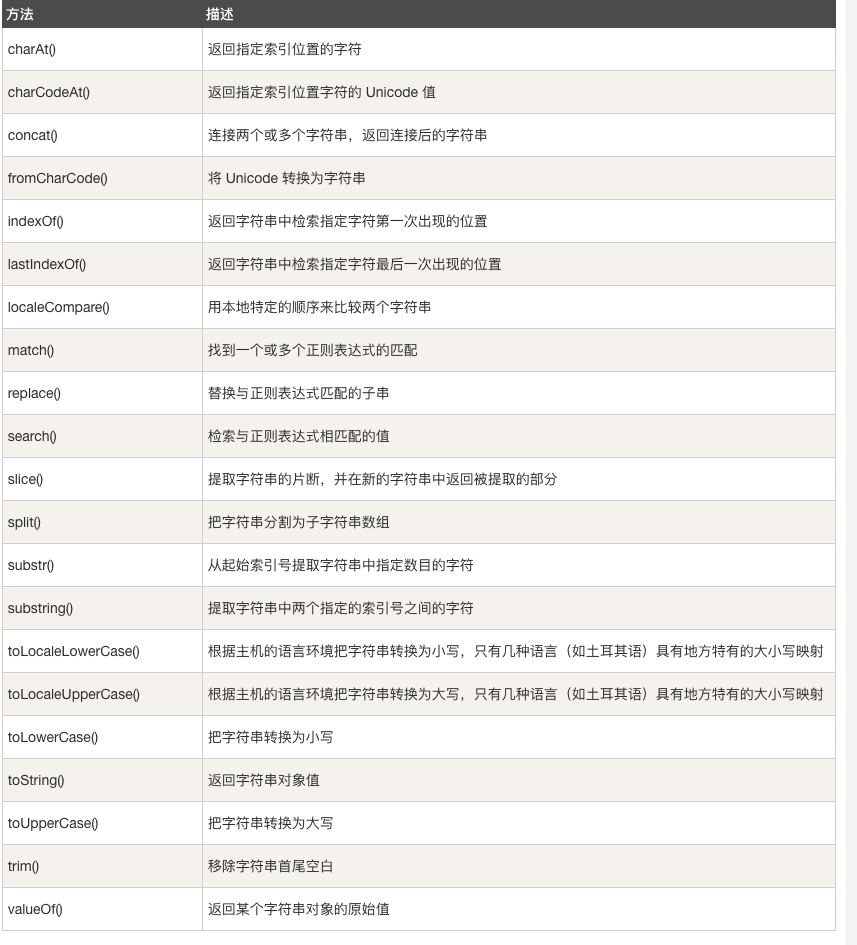 方法 描述
charAt() 返回指定索引位置的字符
charCodeAt() 返回指定索引位置字符的 Unicode 值
concat() 连接两个或多个字符串，返回连接后的字符串
fromCharCode() 将 Unicode 转换为字符串
indexOf() 返回字符串中检索指定字符第一次出现的位置
lastIndexOf() 返回字符串中检索指定字符最后一次出现的位置
localeCompare() 用本地特定的顺序来比较两个字符串
match() 找到一个或多个正则表达式的匹配
replace() 替换与正则表达式匹配的子串
search() 检索与正则表达式相匹配的值
slice() 提取字符串的片断，并在新的字符串中返回被提取的部分
split() 把字符串分割为子字符串数组
substr() 从起始索引号提取字符串中指定数目的字符
substring() 提取字符串中两个指定的索引号之间的字符
toLocaleLowerCase() 根据主机的语言环境把字符串转换为小写，只有几种语言（如土耳其语）具有地方特有的大小写映射
toLocaleUpperCase() 根据主机的语言环境把字符串转换为大写，只有几种语言（如土耳其语）具有地方特有的大小写映射
toLowerCase() 把字符串转换为小写
toString() 返回字符串对象值
toUpperCase() 把字符串转换为大写
trim() 移除字符串首尾空白
valueOf() 返回某个字符串对象的原始值